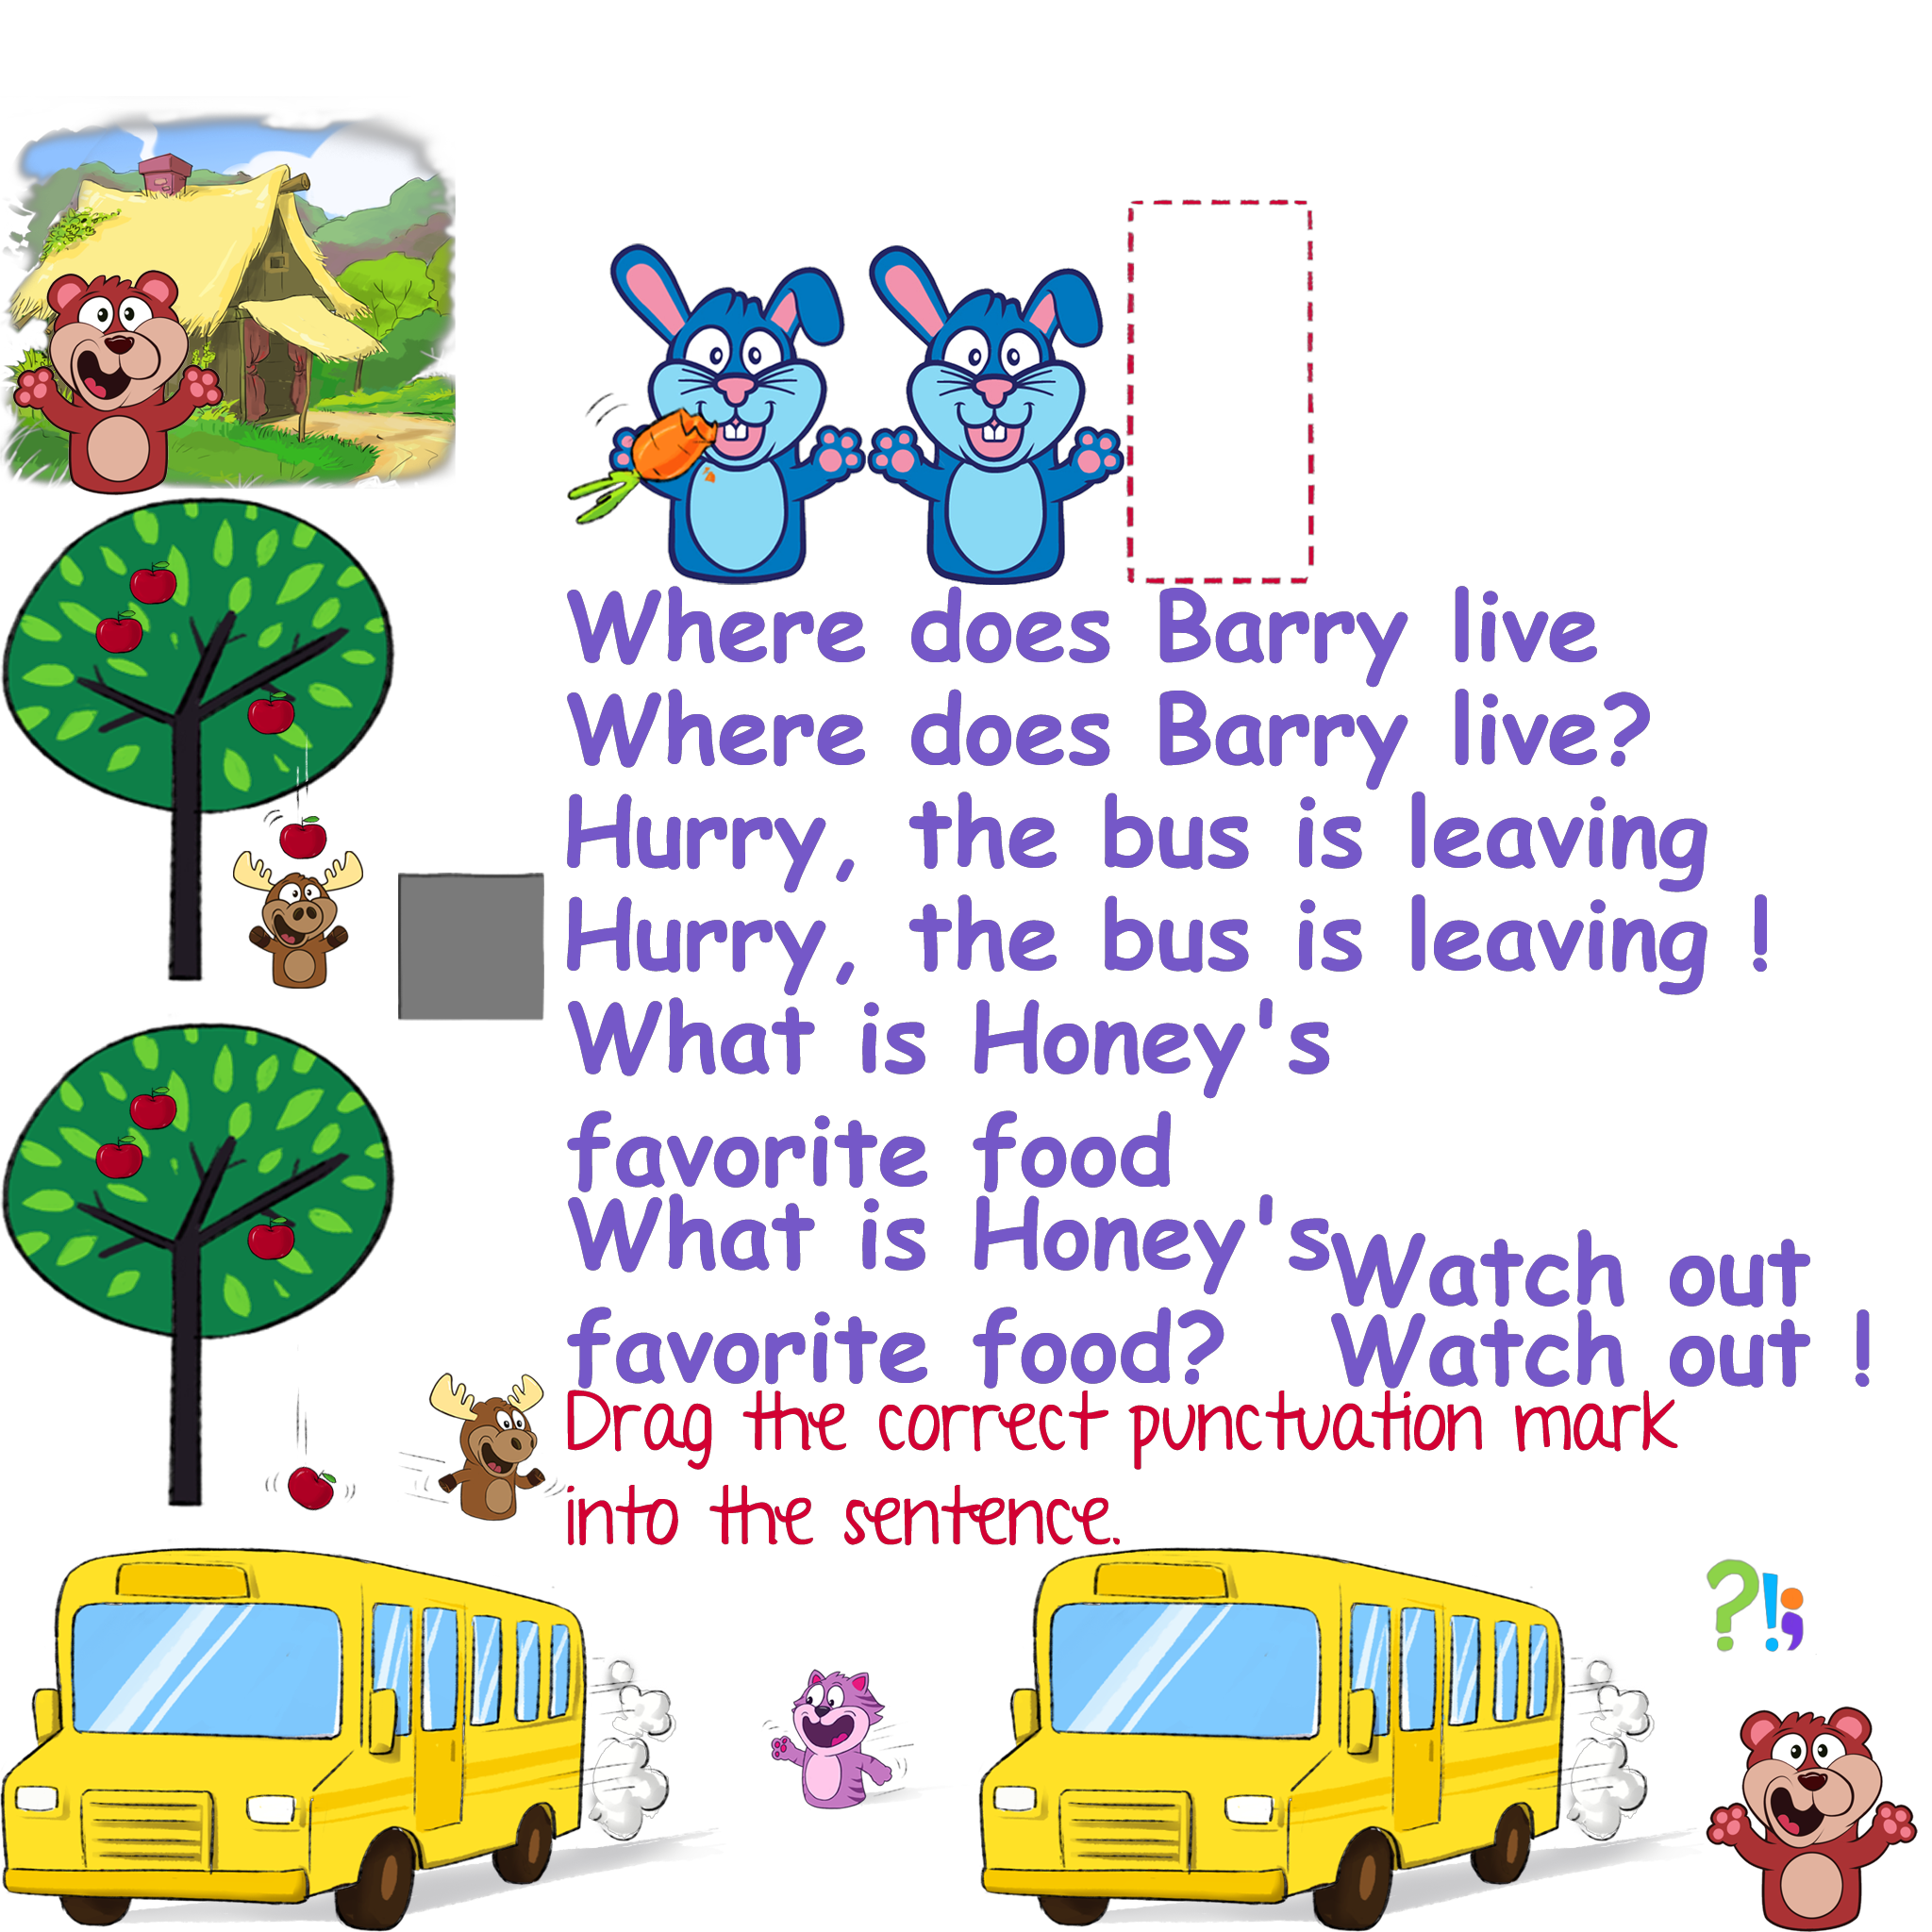 Where does Barry live
Where does Barry live?
Hurry, the bus is leaving
Hurry, the bus is leaving !
What is Honey's
favorite food
What is Honey's
favorite food?
Watch out
Watch out !
Drag the correct punctuation mark
into the sentence.
?!;